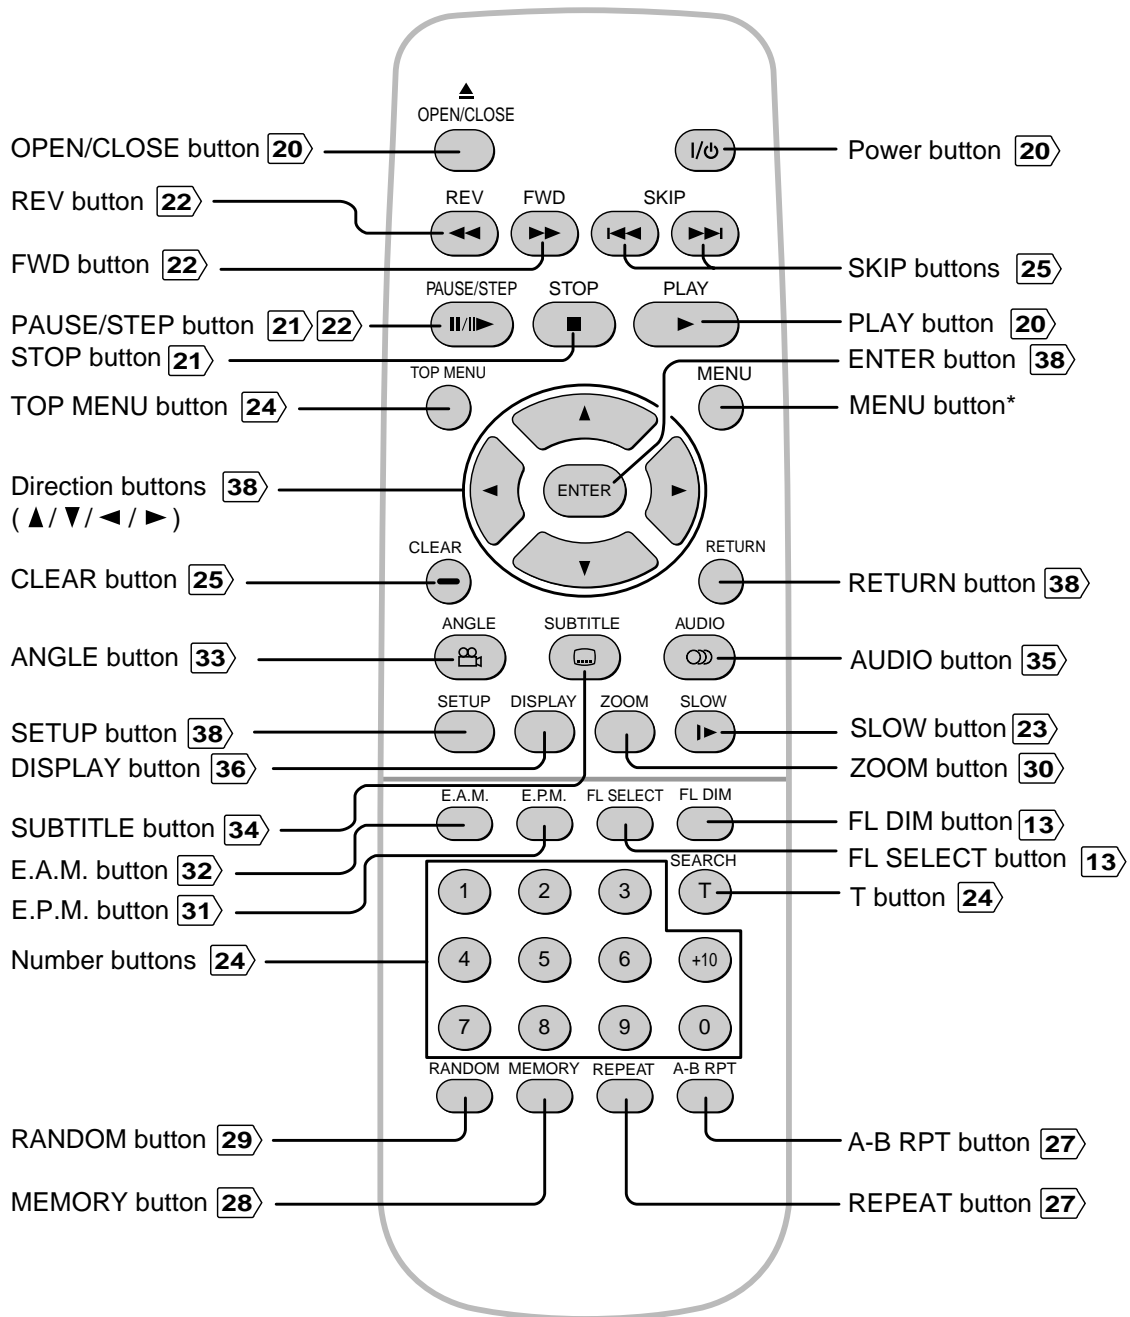 OPEN/CLOSE
I/
OPEN/CLOSE button 20
Power button 20
REV FWD SKIP
REV button 22
FWD button 22
SKIP buttons 25
PAUSE/STEP STOP PLAY
PAUSE/STEP button 21 22
PLAY button 20
STOP button 21
ENTER button 38
TOP MENU MENU
TOP MENU button 24
MENU button*
ENTER
Direction buttons 38
(▲/▼/◄/►)
CLEAR RETURN
CLEAR button 25
RETURN button 38
ANGLE SUBTITLE AUDIO
ANGLE button 33
AUDIO button 35
SETUP DISPLAY ZOOM SLOW
SETUP button 38
SLOW button 23
DISPLAY button 36
ZOOM button 30
E.A.M. E.P.M. FL SELECT FL DIM
SUBTITLE button 34
FL DIM button 13
FL SELECT button 13
SEARCH
E.A.M. button 32
1 2 3 T
T button 24
E.P.M. button 31
Number buttons 24
4 5 6 +10
7 8 9 0
RANDOM MEMORY REPEAT A-B RPT
RANDOM button 29
A-B RPT button 27
MEMORY button 28
REPEAT button 27